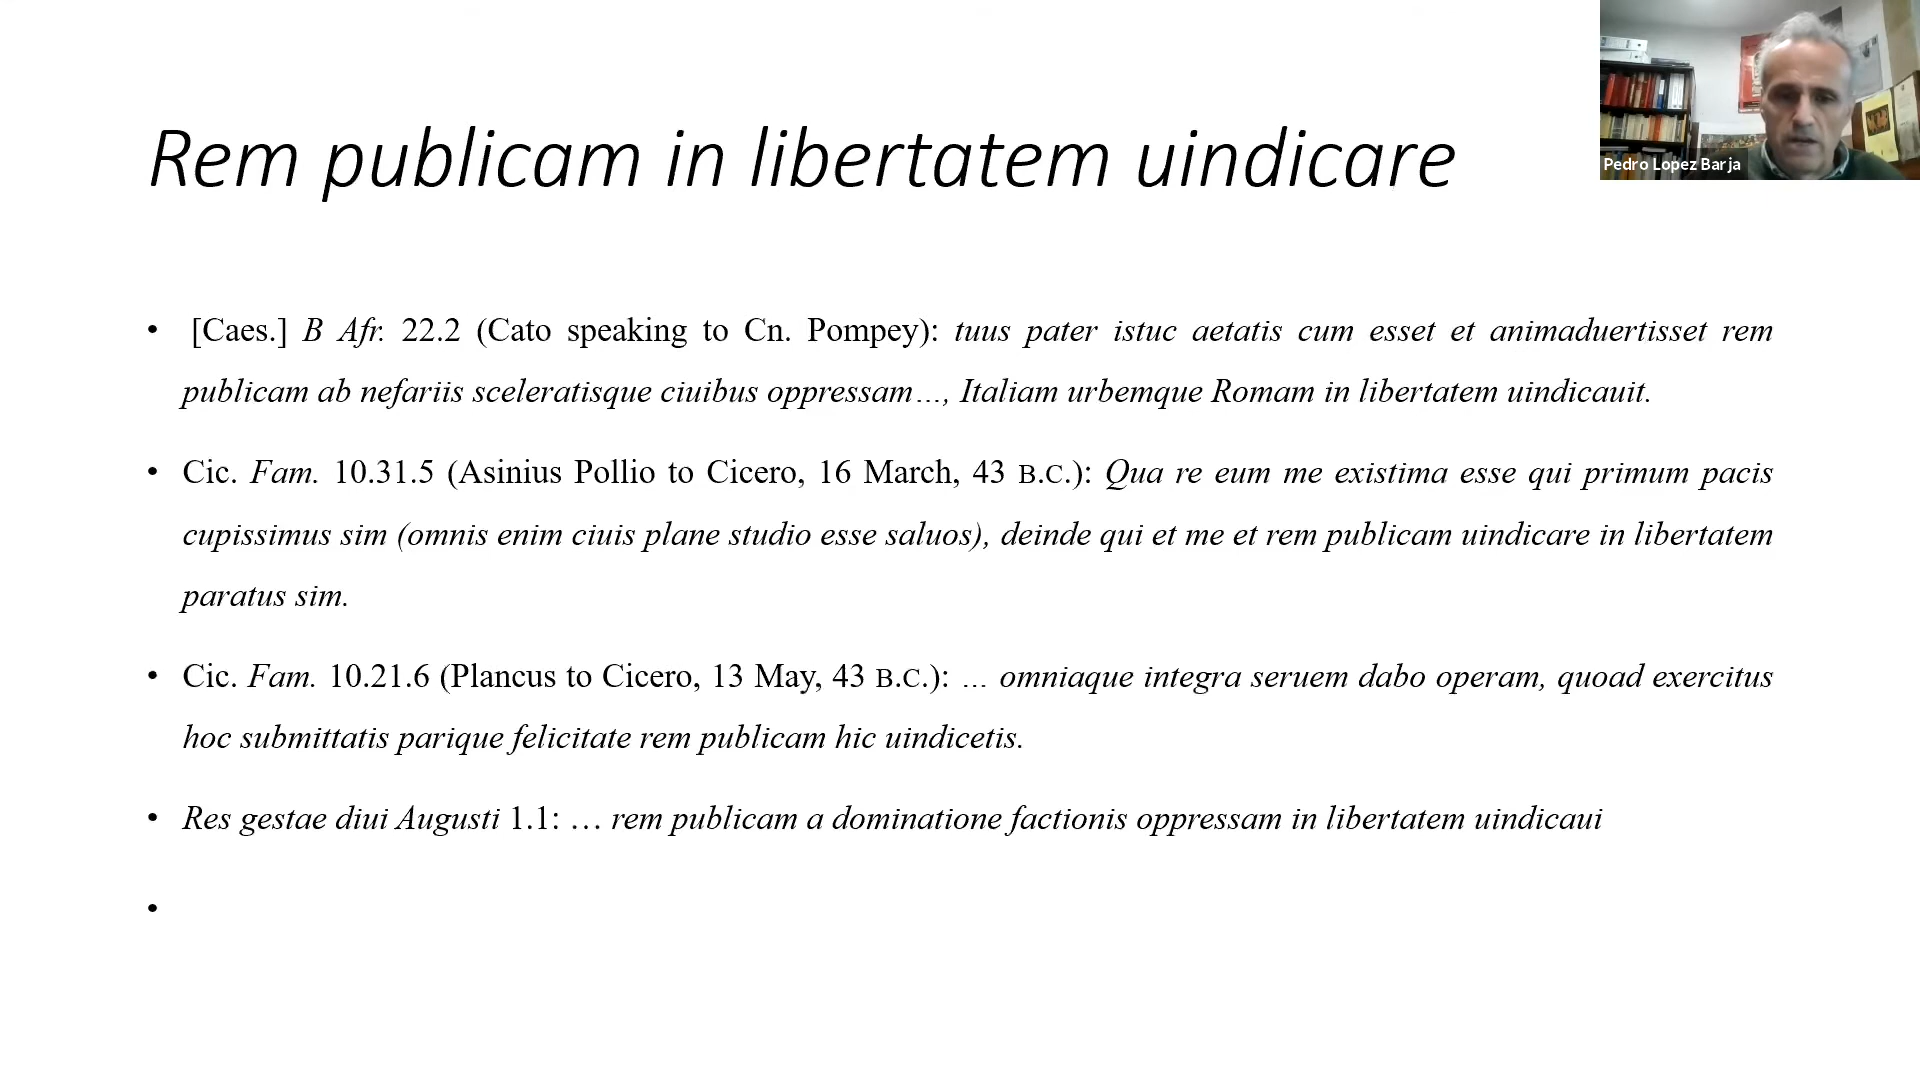 Rem publicam in libertatem uindicare
Pedro Lopez Barja
• [Caes.] B Afr. 22.2 (Cato speaking to Cn. Pompey): tuus pater istuc aetatis cum esset et animaduertisset rem
publicam ab nefariis sceleratisque ciuibus oppressam…, Italiam urbemque Romam in libertatem uindicauit.
• Cic. Fam. 10.31.5 (Asinius Pollio to Cicero, 16 March, 43 B.C.): Qua re eum me existima esse qui primum pacis
cupissimus sim (omnis enim ciuis plane studio esse saluos), deinde qui et me et rem publicam uindicare in libertatem
paratus sim.
• Cic. Fam. 10.21.6 (Plancus to Cicero, 13 May, 43 B.C.): … omniaque integra seruem dabo operam, quoad exercitus
hoc submittatis parique felicitate rem publicam hic uindicetis.
• Res gestae diui Augusti 1.1: … rem publicam a dominatione factionis oppressam in libertatem uindicaui
•